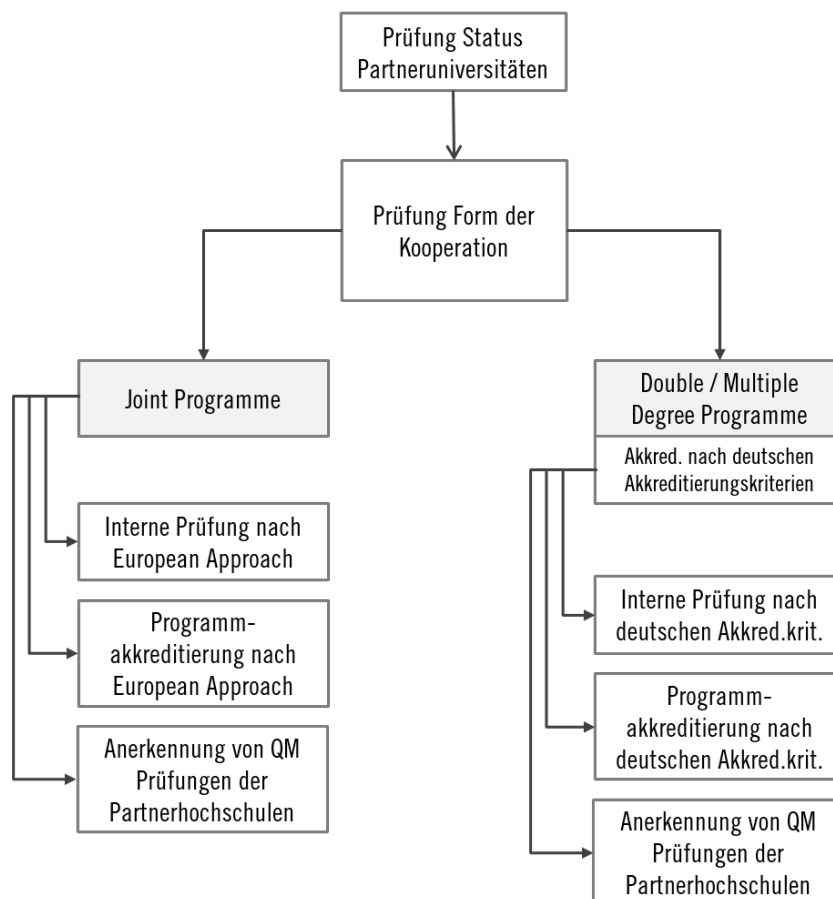 Prüfung Status
Partneruniversitäten
Prüfung Form der
Kooperation
Joint Programme
Interne Prüfung nach
European Approach
Programm-
akkreditierung nach
European Approach
Anerkennung von QM
Prüfungen der
Partnerhochschulen
Double / Multiple
Degree Programme
Akkred. nach deutschen
Akkreditierungskriterien
Interne Prüfung nach
deutschen Akkred.krit.
Programm-
akkreditierung nach
deutschen Akkred.krit.
Anerkennung von QM
Prüfungen der
Partnerhochschulen